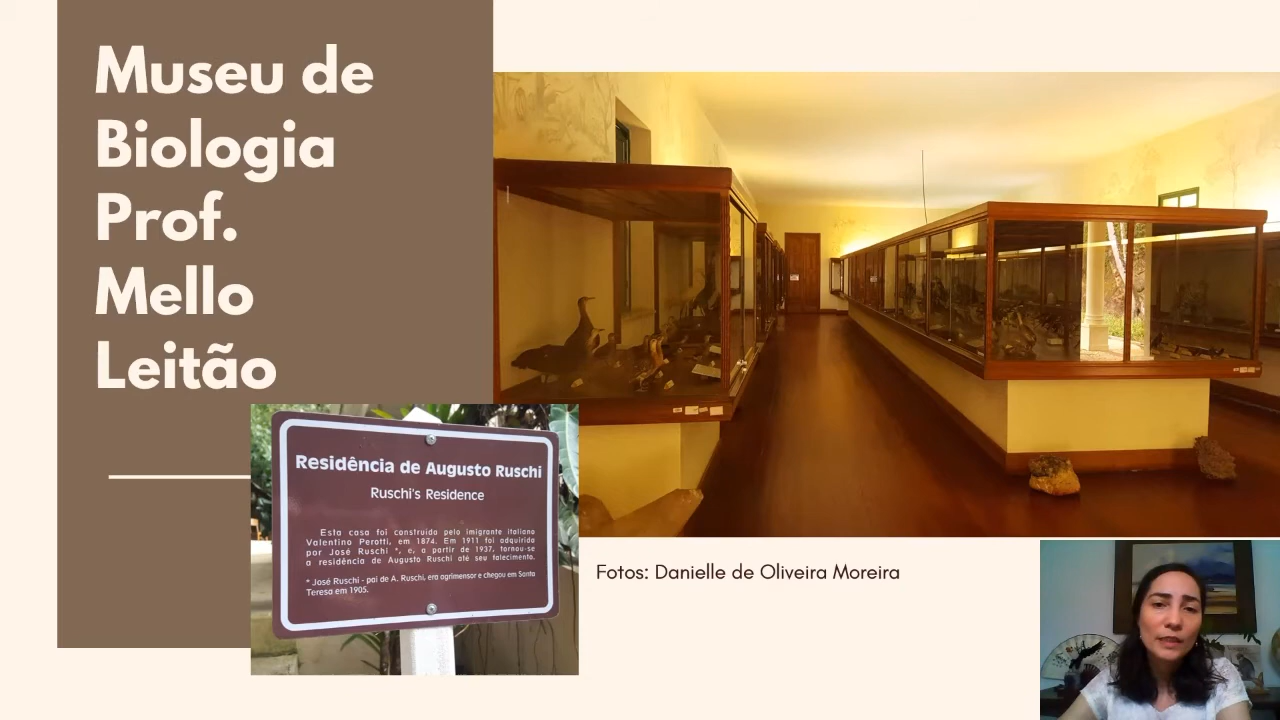 Museu de
Biologia
Prof.
Mello
Leitão
Residência de Augusto Ruschi
Ruschi's Residence
Esta casa foi construída pelo imigrante italiano
Valentino Perotti, em 1874. Em 1911 foi adquirida
por José Ruschi *, e, a partir de 1937, tornou-se
a residência de Augusto Ruschi até seu falecimento.
* José Ruschi - pai de A. Ruschi, era agrimensor e chegou em Santa
Teresa em 1905.
Fotos: Danielle de Oliveira Moreira